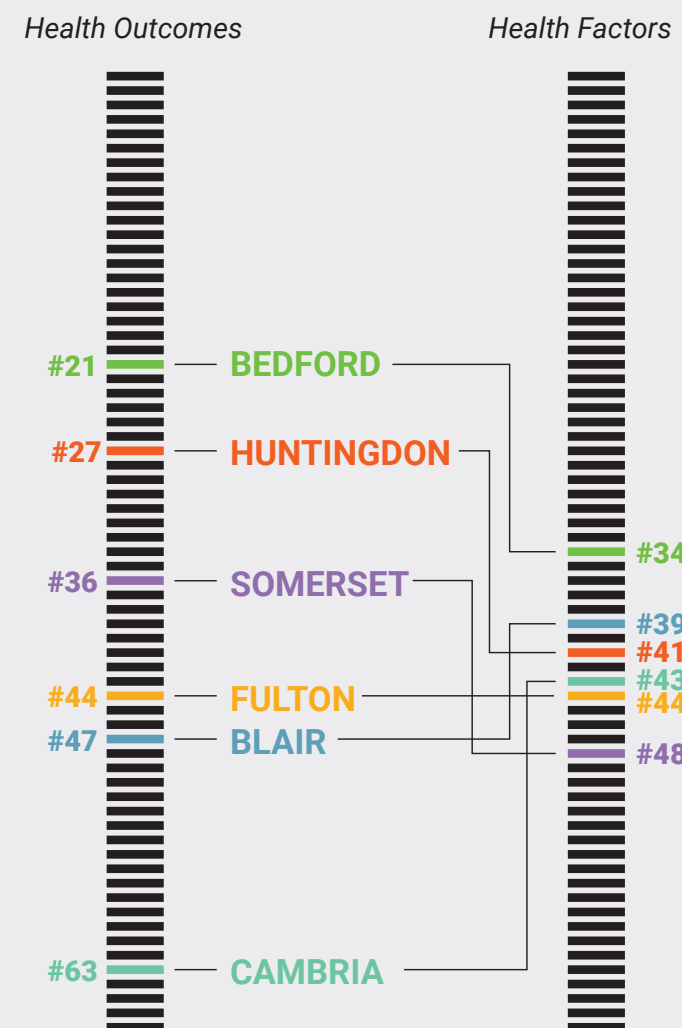 Health Outcomes
Health Factors
#21 BEDFORD
#27 HUNTINGDON
#34
#36 SOMERSET
#39
#41
#43
#44 FULTON
#44
#47 BLAIR
#48
#63 CAMBRIA